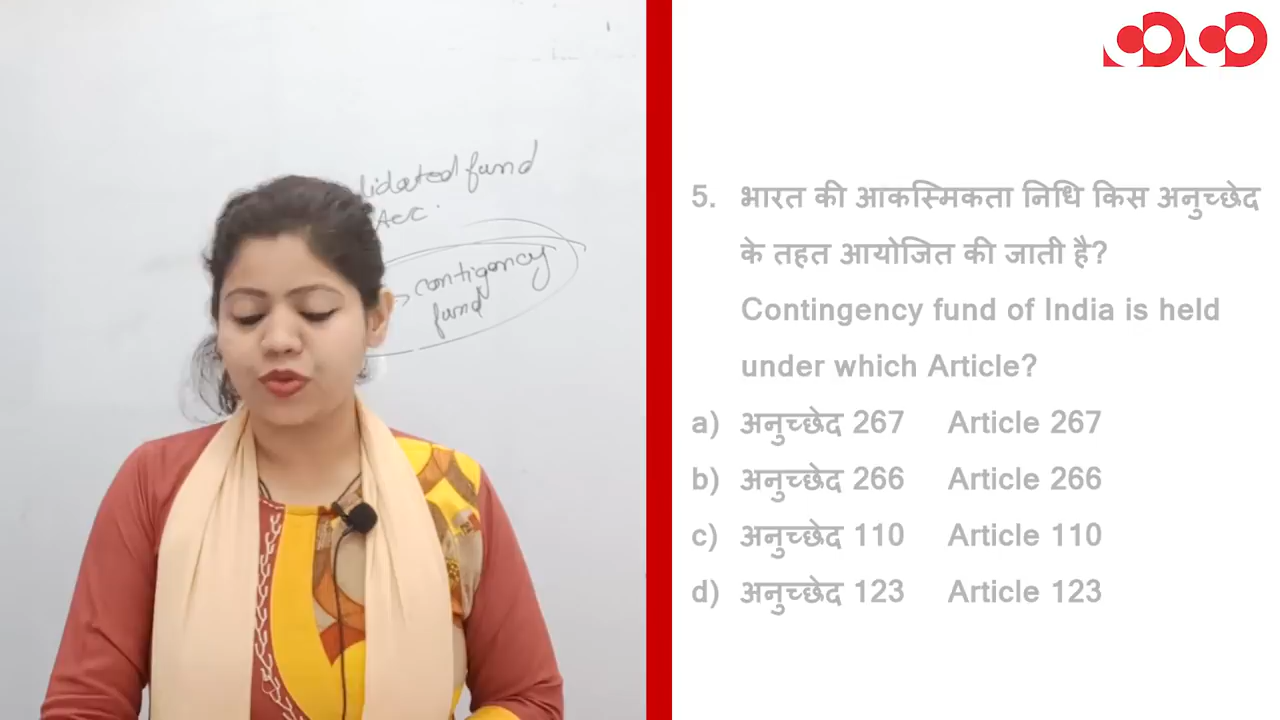 lidated fund
Acc.
contigency
fund
5. भारत की आकस्मिकता निधि किस अनुच्छेद
के तहत आयोजित की जाती है?
Contingency fund of India is held
under which Article?
a) अनुच्छेद 267 Article 267
b) अनुच्छेद 266 Article 266
c) अनुच्छेद 110 Article 110
d) अनुच्छेद 123 Article 123